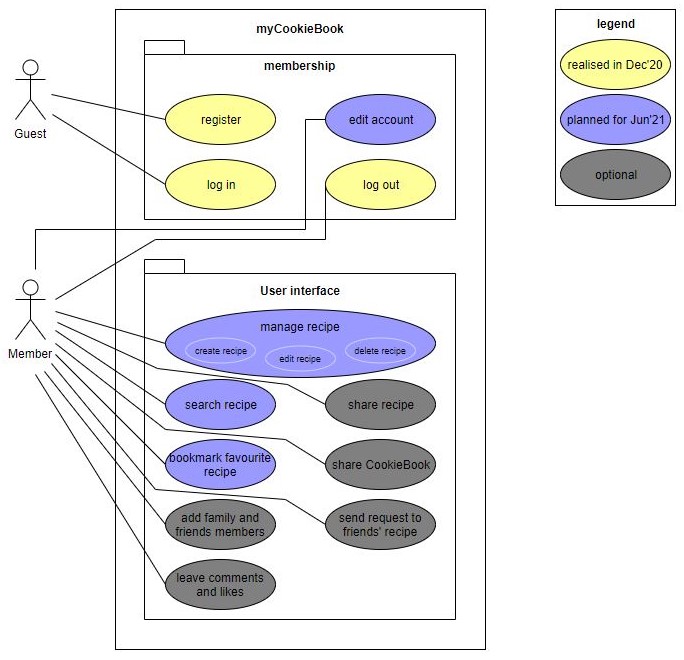 myCookieBook
membership
register
edit account
log in
log out
Guest
Member
User interface
manage recipe
create recipe
edit recipe
delete recipe
search recipe
share recipe
bookmark favourite
recipe
share CookieBook
add family and
friends members
send request to
friends' recipe
leave comments
and likes
legend
realised in Dec'20
planned for Jun'21
optional